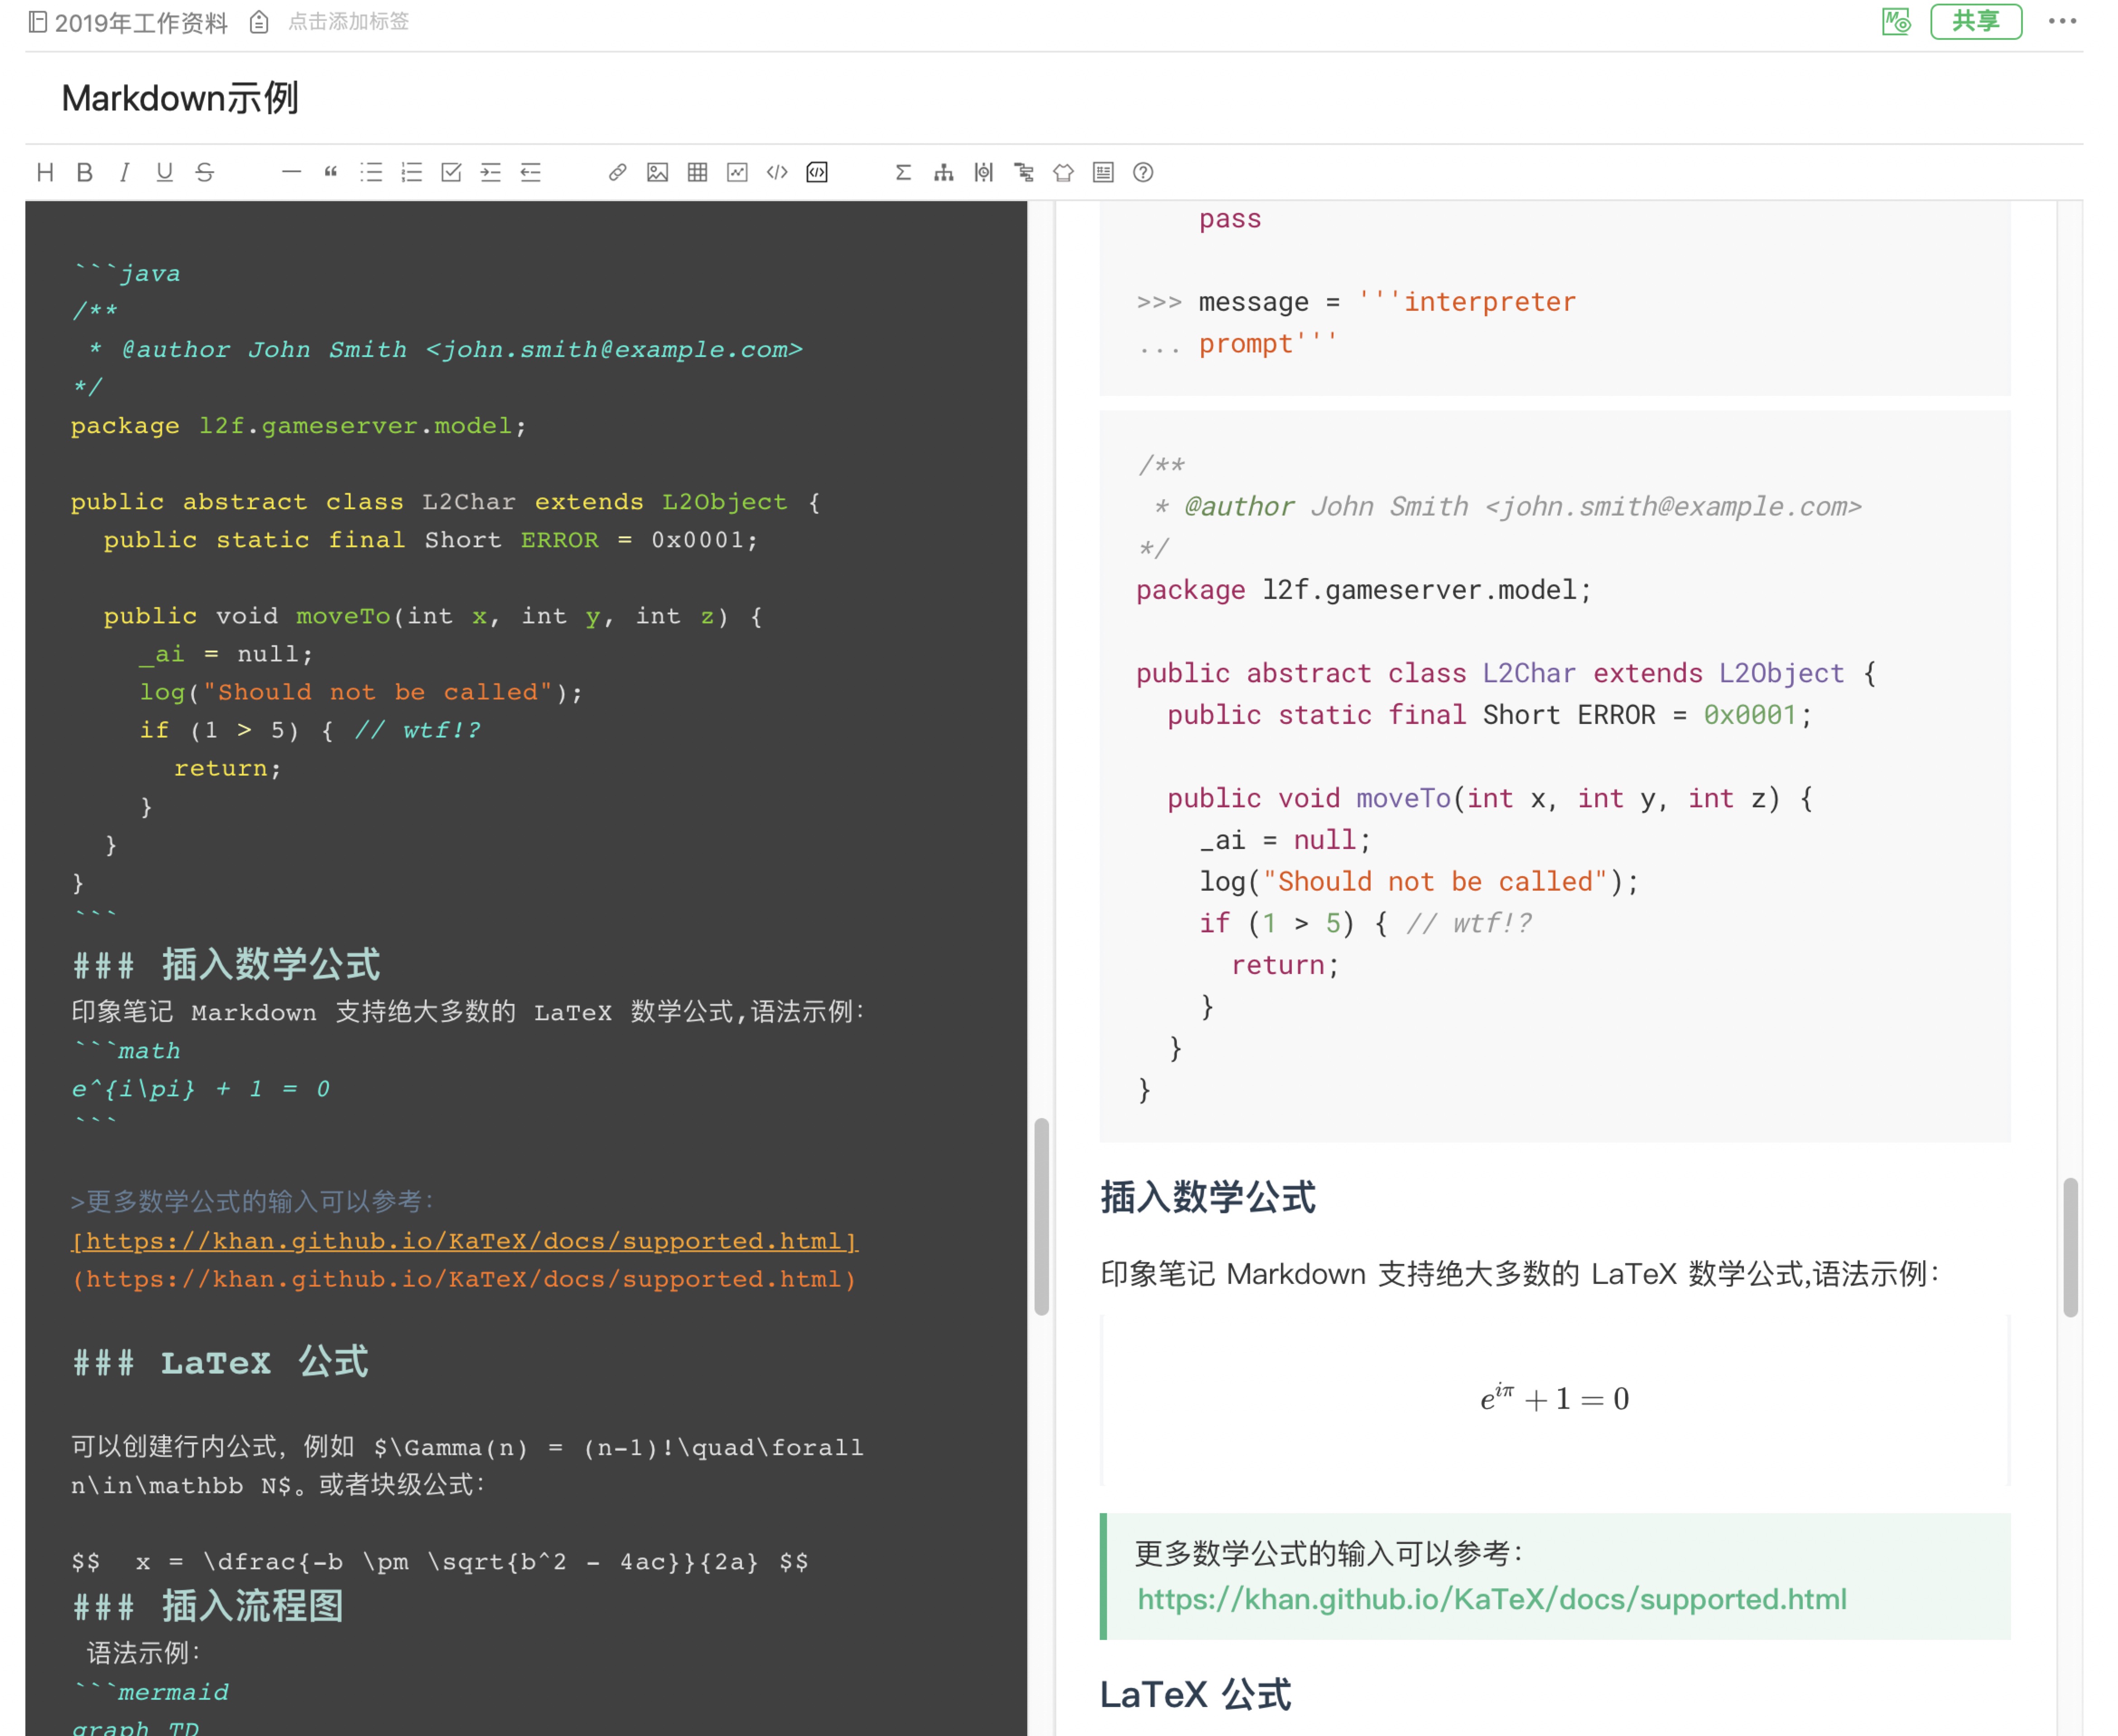 2019年工作资料 点击添加标签 共享
Markdown示例
```java
/**
 * @author John Smith <john.smith@example.com>
*/
package l2f.gameserver.model;

public abstract class L2Char extends L2Object {
  public static final Short ERROR = 0x0001;

  public void moveTo(int x, int y, int z) {
    _ai = null;
    log("Should not be called");
    if (1 > 5) { // wtf!?
      return;
    }
  }
}
```
### 插入数学公式
印象笔记 Markdown 支持绝大多数的 LaTeX 数学公式,语法示例：
```math
e^{i\pi} + 1 = 0
```

>更多数学公式的输入可以参考：
[https://khan.github.io/KaTeX/docs/supported.html]
(https://khan.github.io/KaTeX/docs/supported.html)

### LaTeX 公式

可以创建行内公式，例如 $\Gamma(n) = (n-1)!\quad\forall
n\in\mathbb N$。或者块级公式：

$$  x = \dfrac{-b \pm \sqrt{b^2 - 4ac}}{2a} $$
### 插入流程图
 语法示例：
```mermaid
graph TD
    pass

>>> message = '''interpreter
... prompt'''

/**
 * @author John Smith <john.smith@example.com>
*/
package l2f.gameserver.model;

public abstract class L2Char extends L2Object {
  public static final Short ERROR = 0x0001;

  public void moveTo(int x, int y, int z) {
    _ai = null;
    log("Should not be called");
    if (1 > 5) { // wtf!?
      return;
    }
  }
}

插入数学公式
印象笔记 Markdown 支持绝大多数的 LaTeX 数学公式,语法示例：
e^{iπ} + 1 = 0
更多数学公式的输入可以参考：
https://khan.github.io/KaTeX/docs/supported.html
LaTeX 公式